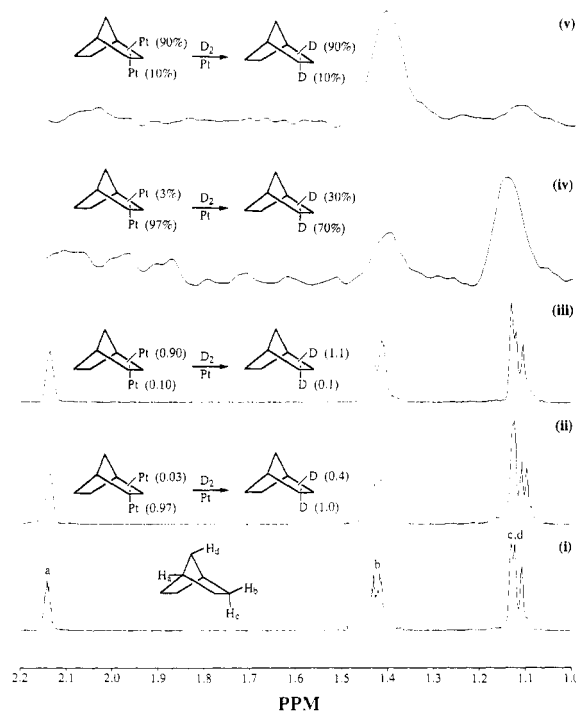 (v)
Pt (90%) D₂ D (90%)
Pt (10%) Pt D (10%)
(iv)
Pt (3%) D₂ D (30%)
Pt (97%) Pt D (70%)
(iii)
Pt (0.90) D₂ D (1.1)
Pt (0.10) Pt D (0.1)
(ii)
Pt (0.03) D₂ D (0.4)
Pt (0.97) Pt D (1.0)
(i)
c,d
a Hd b
Ha Hb
Hc
2.2 2.1 2.0 1.9 1.8 1.7 1.6 1.5 1.4 1.3 1.2 1.1 1.0
PPM